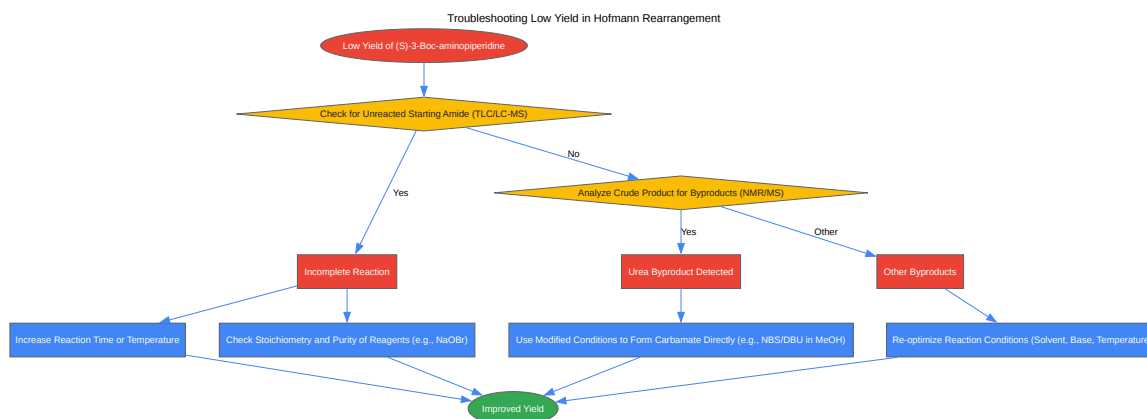 Troubleshooting Low Yield in Hofmann Rearrangement
Low Yield of (S)-3-Boc-aminopiperidine
Check for Unreacted Starting Amide (TLC/LC-MS)
No
Analyze Crude Product for Byproducts (NMR/MS)
Yes
Yes
Other
Incomplete Reaction
Urea Byproduct Detected
Other Byproducts
Increase Reaction Time or Temperature
Check Stoichiometry and Purity of Reagents (e.g., NaOBr)
Use Modified Conditions to Form Carbamate Directly (e.g., NBS/DBU in MeOH)
Re-optimize Reaction Conditions (Solvent, Base, Temperature
Improved Yield